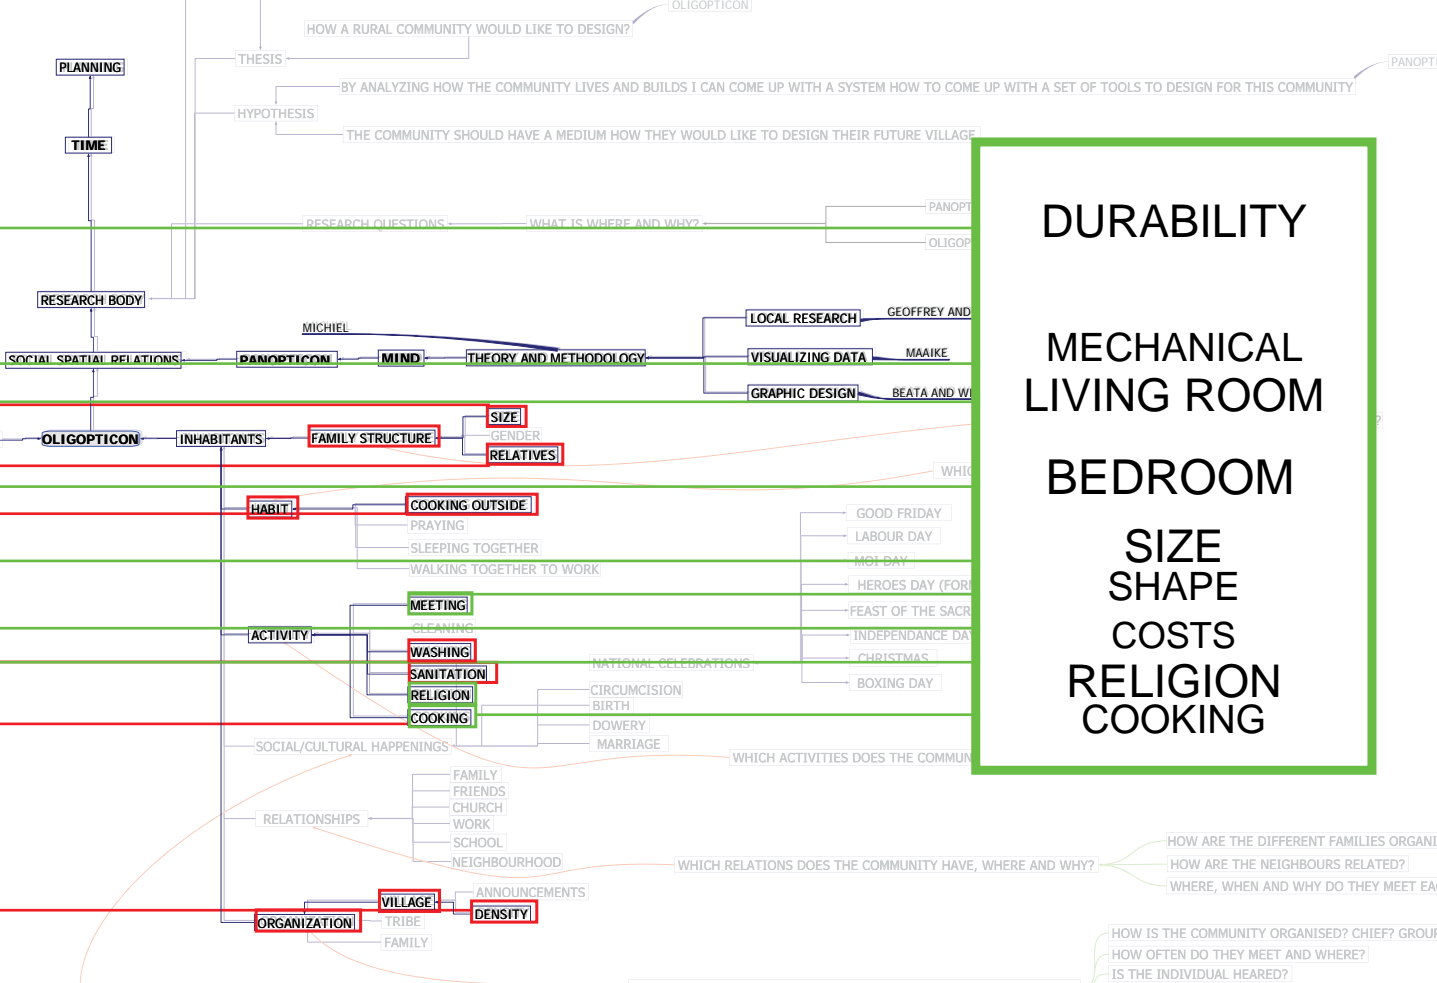 OLIGOPTICON
HOW A RURAL COMMUNITY WOULD LIKE TO DESIGN?
THESIS
PLANNING
BY ANALYZING HOW THE COMMUNITY LIVES AND BUILDS I CAN COME UP WITH A SYSTEM HOW TO COME UP WITH A SET OF TOOLS TO DESIGN FOR THIS COMMUNITY
PANOPT
HYPOTHESIS
THE COMMUNITY SHOULD HAVE A MEDIUM HOW THEY WOULD LIKE TO DESIGN THEIR FUTURE VILLAGE
TIME
PANOPT
RESEARCH QUESTIONS
WHAT IS WHERE AND WHY?
OLIGOP
RESEARCH BODY
MICHIEL
LOCAL RESEARCH
GEOFFREY AND
SOCIAL SPATIAL RELATIONS
PANOPTICON
MIND
THEORY AND METHODOLOGY
VISUALIZING DATA
MAAIKE
GRAPHIC DESIGN
BEATA AND WI
OLIGOPTICON
INHABITANTS
FAMILY STRUCTURE
SIZE
GENDER
RELATIVES
?
WHIC
HABIT
COOKING OUTSIDE
PRAYING
SLEEPING TOGETHER
WALKING TOGETHER TO WORK
GOOD FRIDAY
LABOUR DAY
MOI DAY
HEROES DAY (FORI
FEAST OF THE SACR
INDEPENDANCE DA
CHRISTMAS
BOXING DAY
ACTIVITY
MEETING
CLEANING
WASHING
SANITATION
RELIGION
COOKING
NATIONAL CELEBRATIONS
CIRCUMCISION
BIRTH
DOWERY
MARRIAGE
SOCIAL/CULTURAL HAPPENINGS
WHICH ACTIVITIES DOES THE COMMUN
RELATIONSHIPS
FAMILY
FRIENDS
CHURCH
WORK
SCHOOL
NEIGHBOURHOOD
WHICH RELATIONS DOES THE COMMUNITY HAVE, WHERE AND WHY?
HOW ARE THE DIFFERENT FAMILIES ORGANI
HOW ARE THE NEIGHBOURS RELATED?
WHERE, WHEN AND WHY DO THEY MEET EA
ORGANIZATION
VILLAGE
ANNOUNCEMENTS
DENSITY
TRIBE
FAMILY
HOW IS THE COMMUNITY ORGANISED? CHIEF? GROUP
HOW OFTEN DO THEY MEET AND WHERE?
IS THE INDIVIDUAL HEARED?
DURABILITY
MECHANICAL
LIVING ROOM
BEDROOM
SIZE
SHAPE
COSTS
RELIGION
COOKING